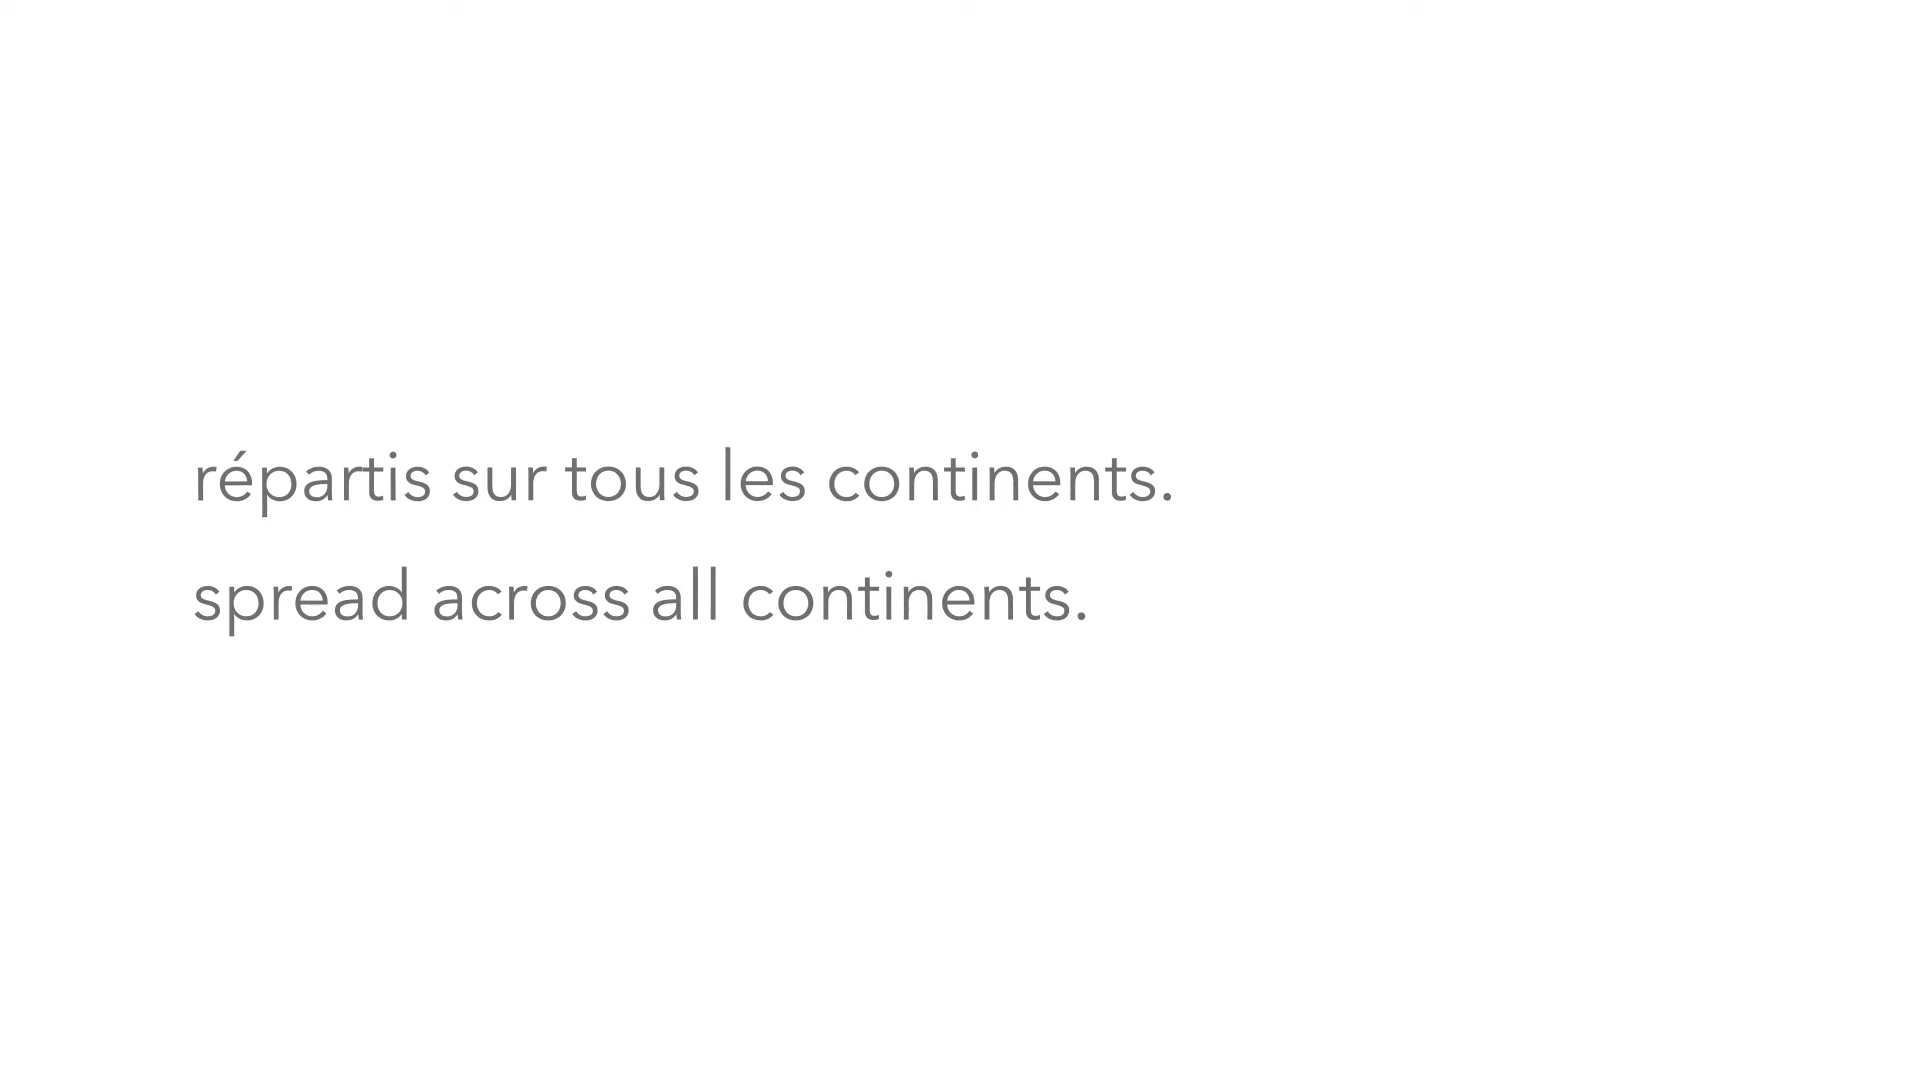 répartis sur tous les continents.
spread across all continents.